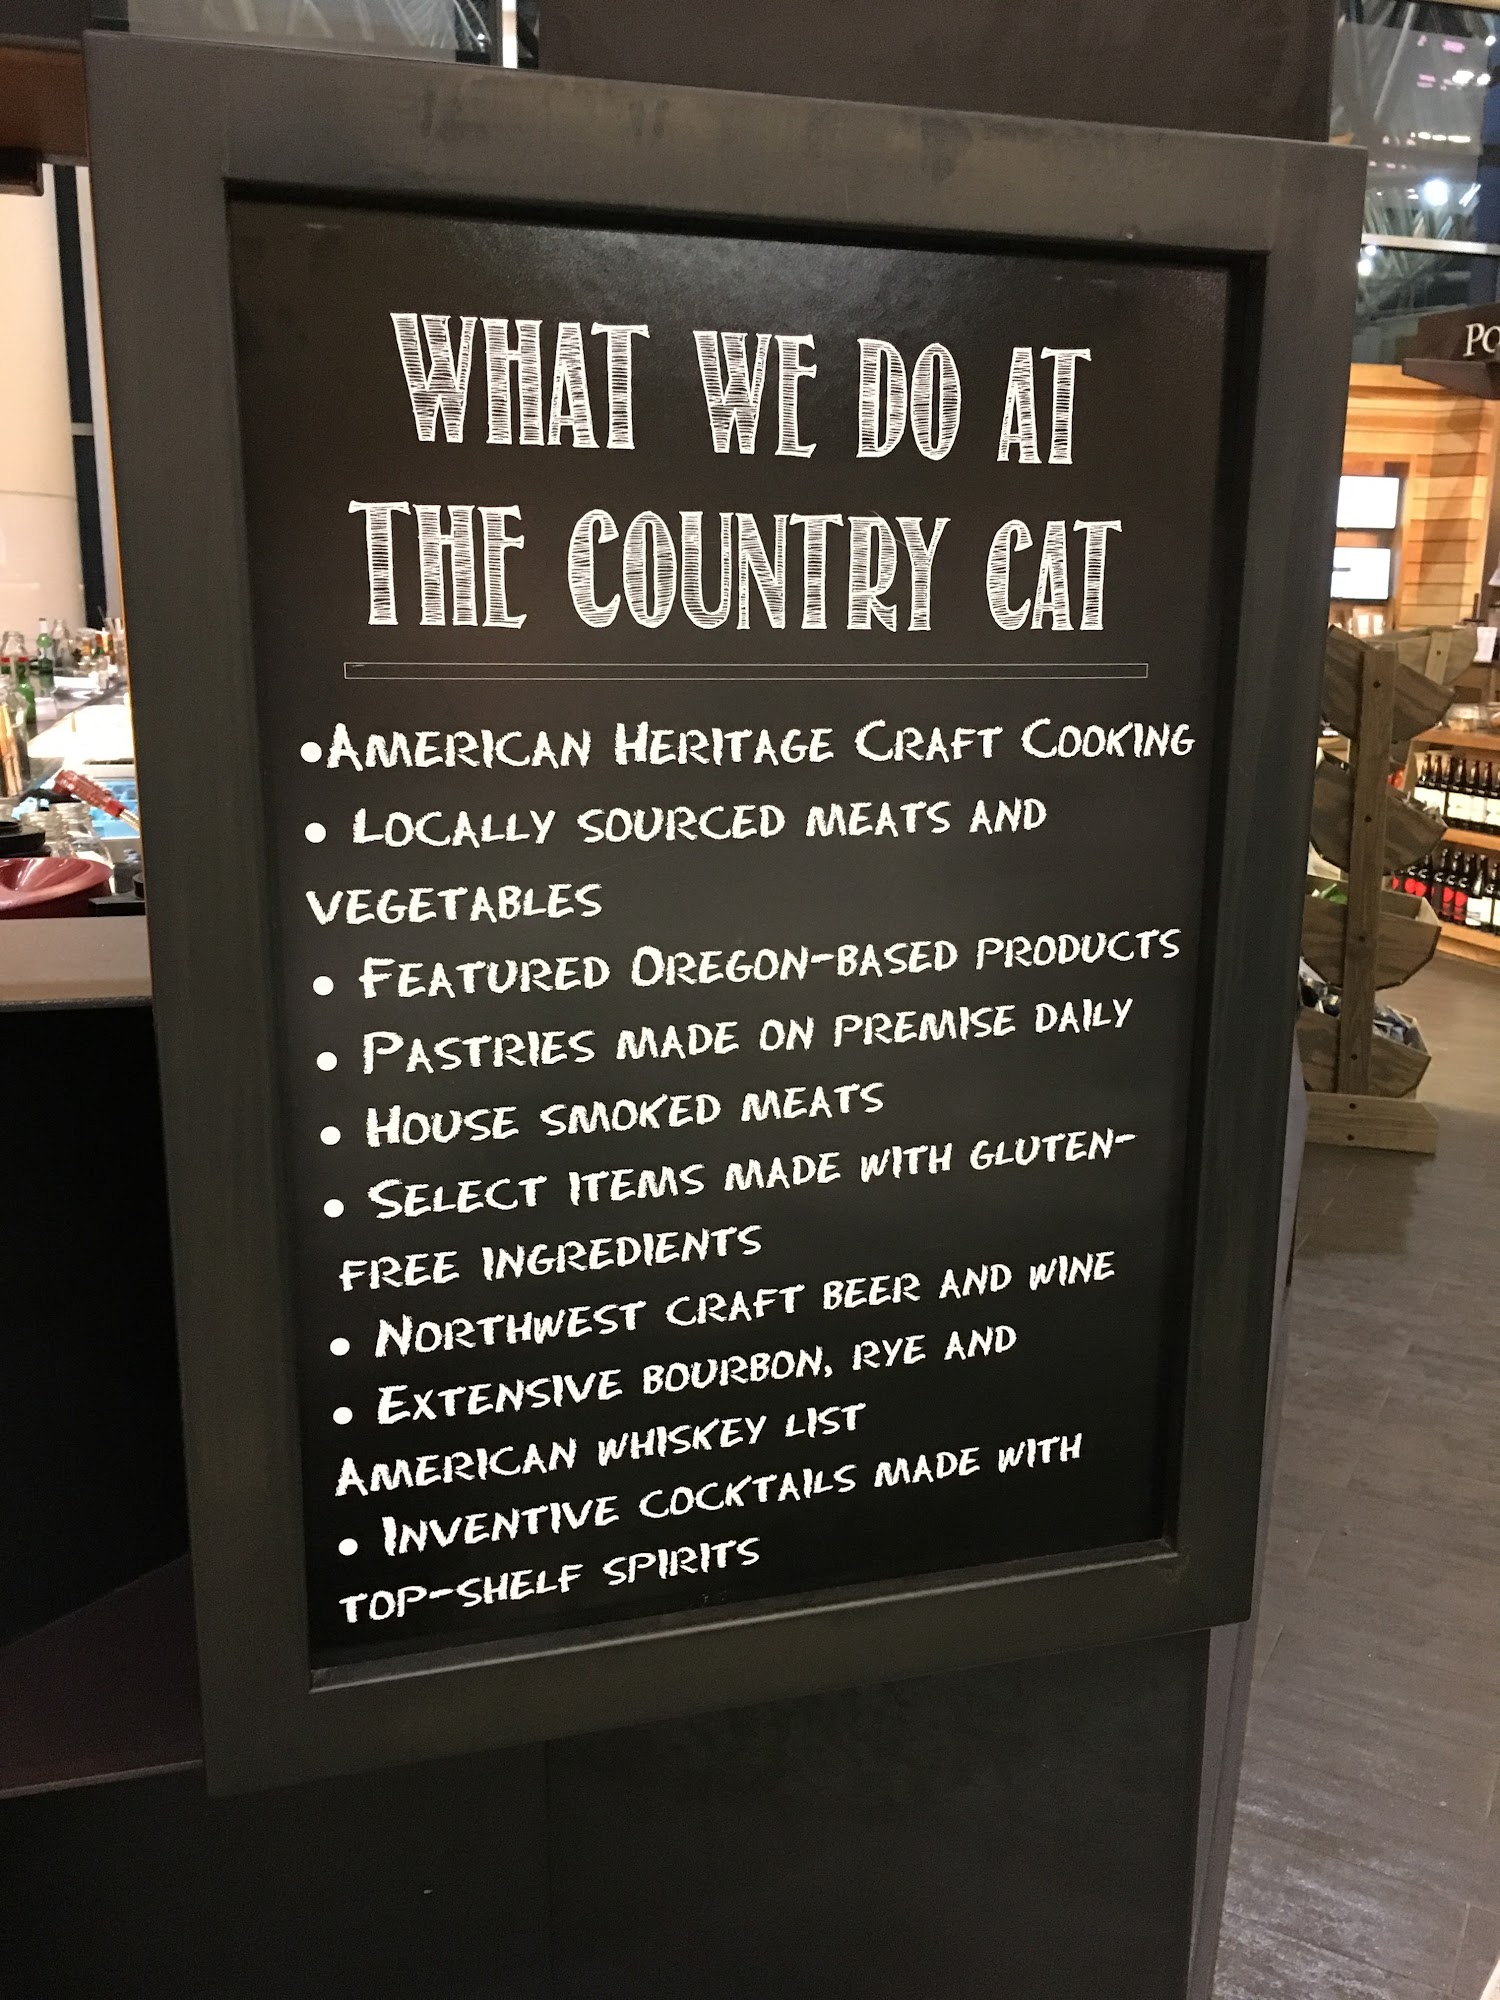 WHAT WE DO AT
THE COUNTRY CAT
•AMERICAN HERITAGE CRAFT COOKING
• LOCALLY SOURCED MEATS AND
VEGETABLES
• FEATURED OREGON-BASED PRODUCTS
• PASTRIES MADE ON PREMISE DAILY
• HOUSE SMOKED MEATS
• SELECT ITEMS MADE WITH GLUTEN-
FREE INGREDIENTS
• NORTHWEST CRAFT BEER AND WINE
• EXTENSIVE BOURBON, RYE AND
AMERICAN WHISKEY LIST
• INVENTIVE COCKTAILS MADE WITH
TOP-SHELF SPIRITS